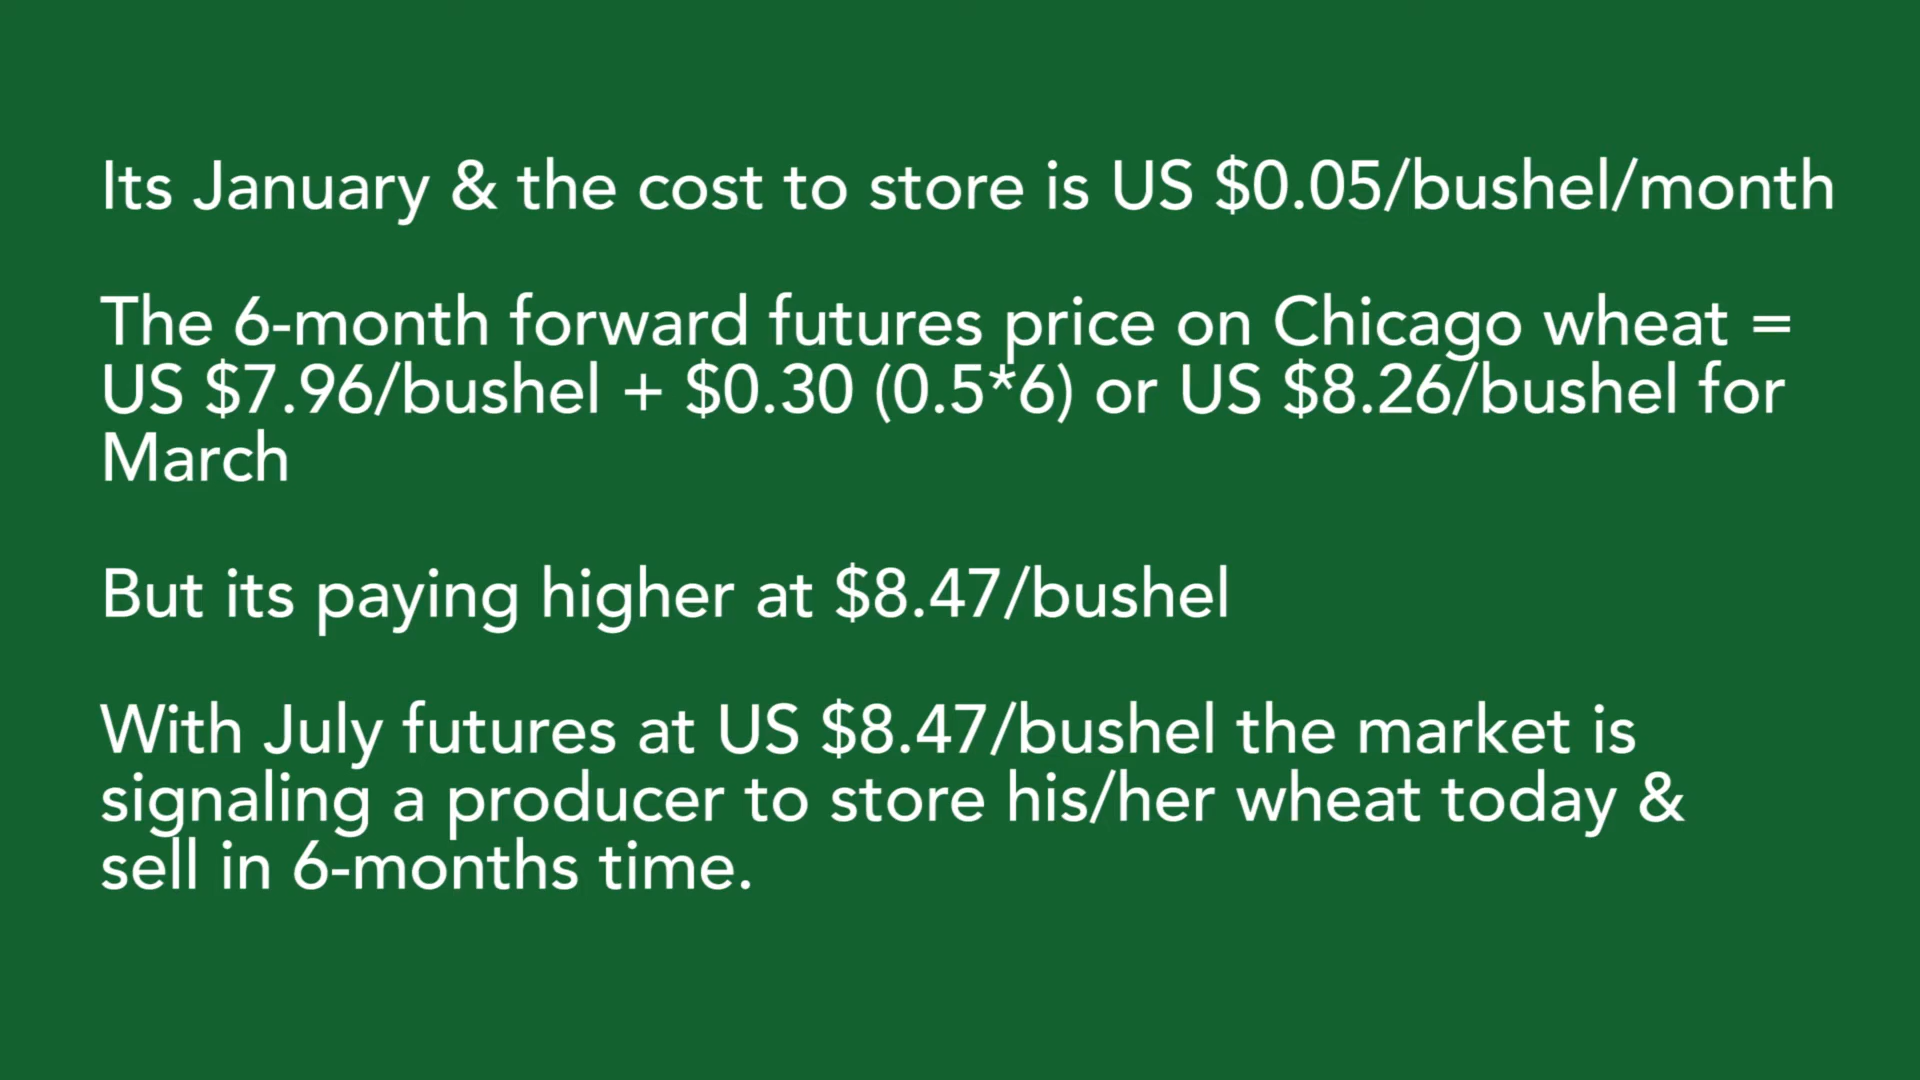 Its January & the cost to store is US $0.05/bushel/month
The 6-month forward futures price on Chicago wheat =
US $7.96/bushel + $0.30 (0.5*6) or US $8.26/bushel for
March
But its paying higher at $8.47/bushel
With July futures at US $8.47/bushel the market is
signaling a producer to store his/her wheat today &
sell in 6-months time.